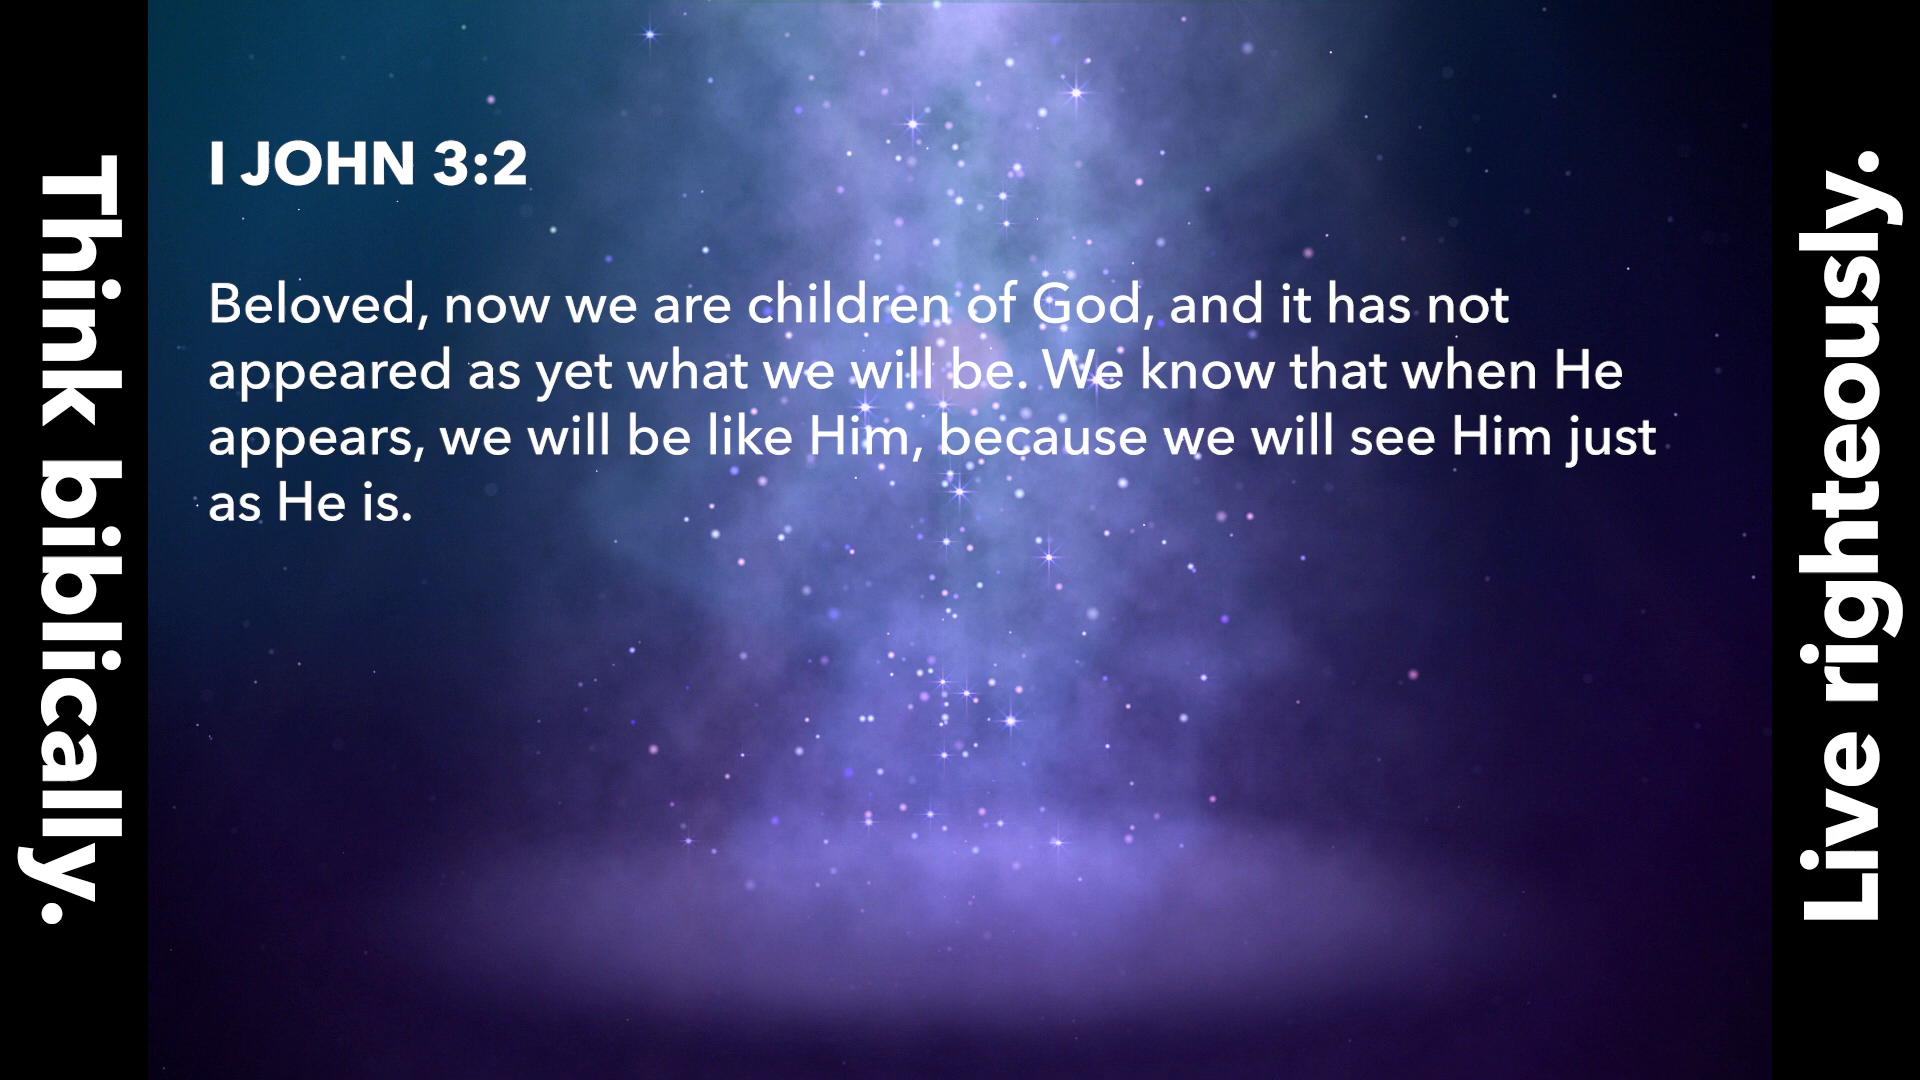 Think biblically.
I JOHN 3:2
Beloved, now we are children of God, and it has not
appeared as yet what we will be. We know that when He
appears, we will be like Him, because we will see Him just
as He is.
Live righteously.